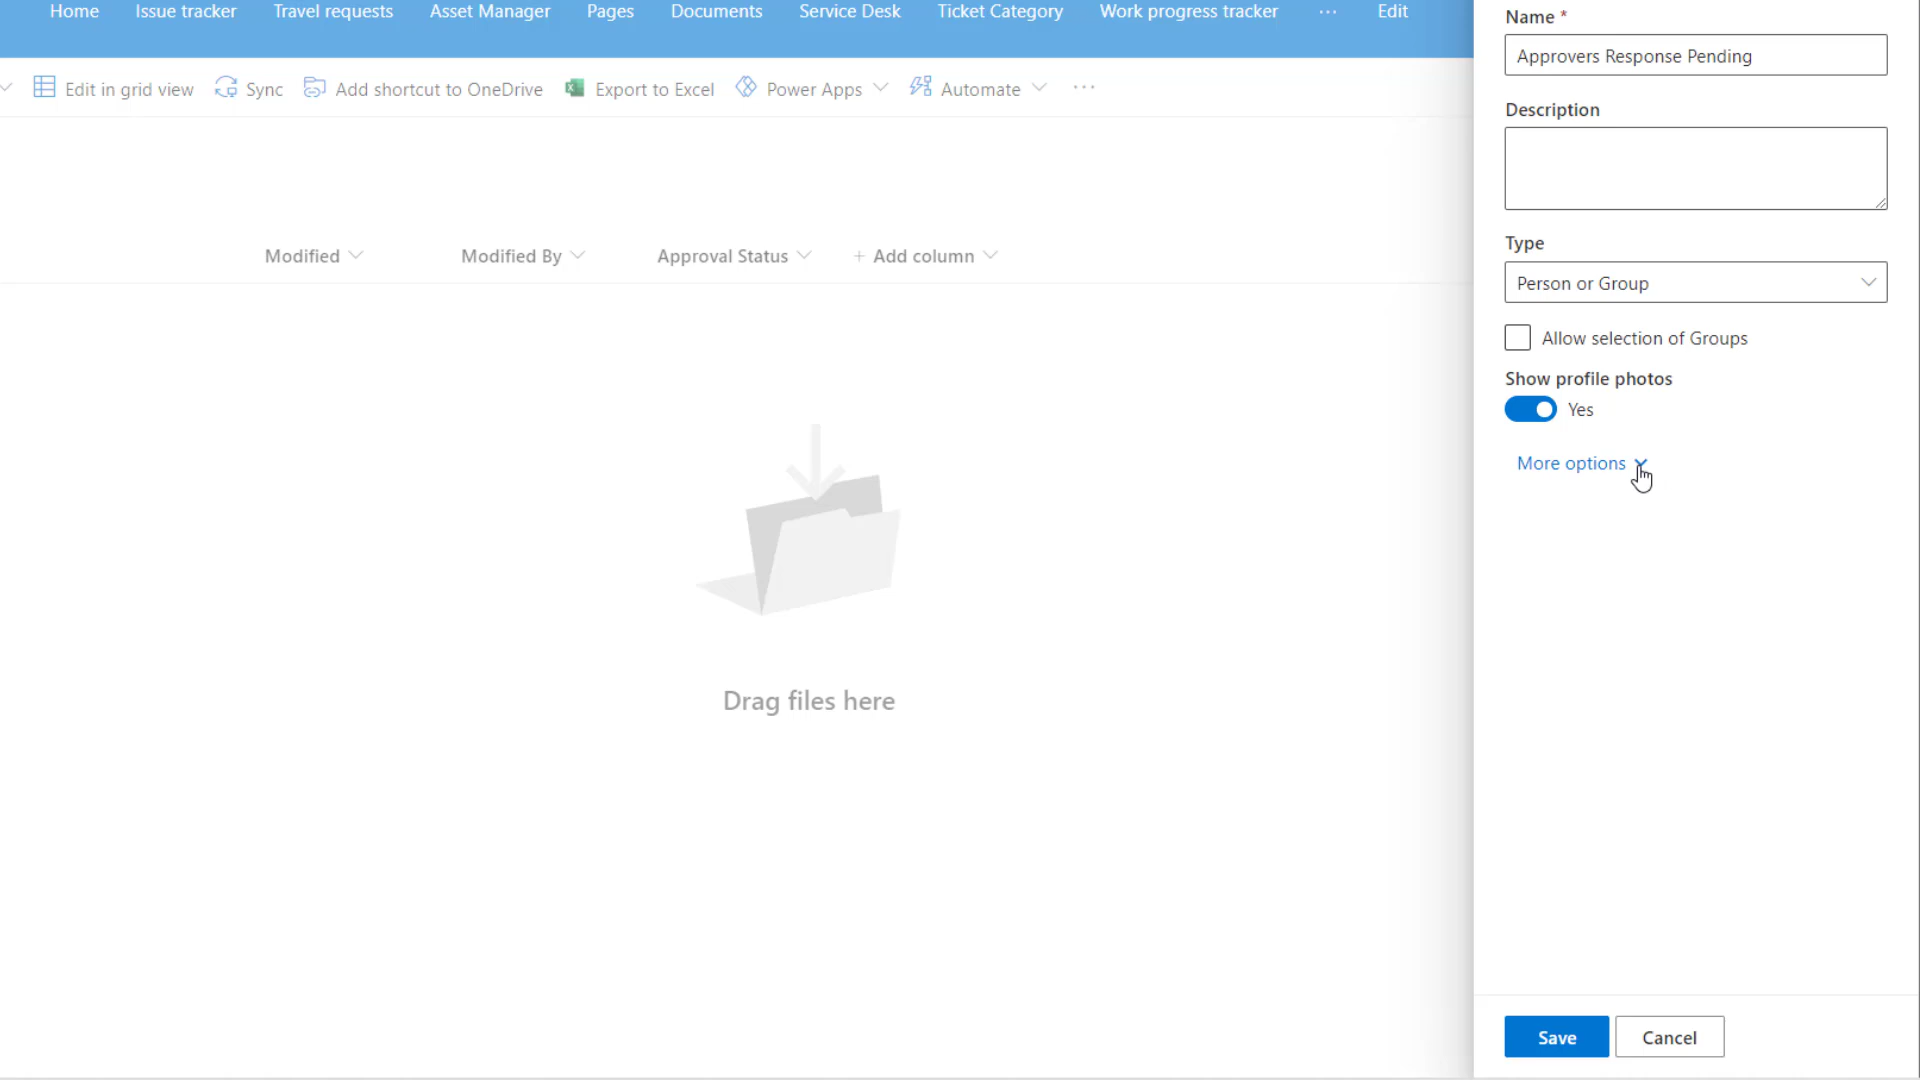 Home Issue tracker Travel requests Asset Manager Pages Documents Service Desk Ticket Category Work progress tracker ··· Edit
Edit in grid view Sync Add shortcut to OneDrive Export to Excel Power Apps Automate ···
Modified Modified By Approval Status + Add column
Drag files here
Name *
Approvers Response Pending
Description
Type
Person or Group
Allow selection of Groups
Show profile photos
Yes
More options
Save Cancel